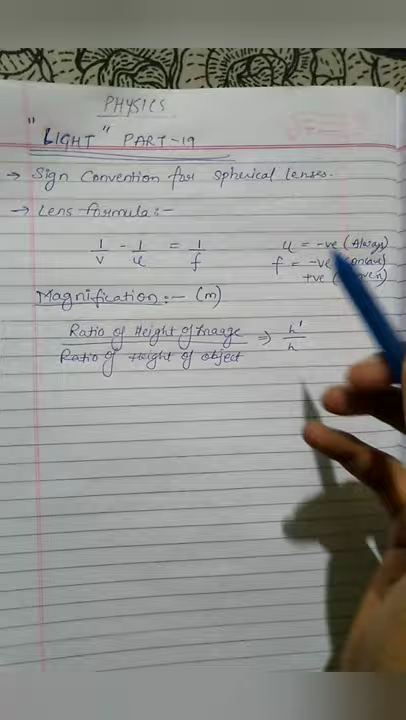 PHYSICS
"LIGHT" PART-19
→ Sign Convention for Spherical lenses.
→ Lens formula:-
1/v - 1/u = 1/f
u = -ve (Always)
f = -ve
+ve
Magnification:- (m)
Ratio of Height of Image / Ratio of Height of object ⇒ h'/h